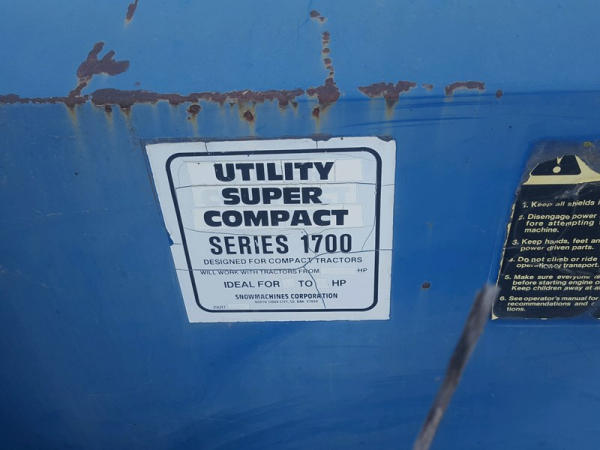 UTILITY
SUPER
COMPACT
SERIES 1700
DESIGNED FOR COMPACT TRACTORS
WILL WORK WITH TRACTORS FROM HP
IDEAL FOR TO HP
SNOWMACHINES CORPORATION
1. Keep all shields
2. Disengage power
fore attempting
machine.
3. Keep hands, feet an
power driven parts.
4. Do not climb or ride
operating transport.
5. Make sure everyone
before starting engine o
Keep children away at a
6. See operator's manual for
recommendations and
tions.